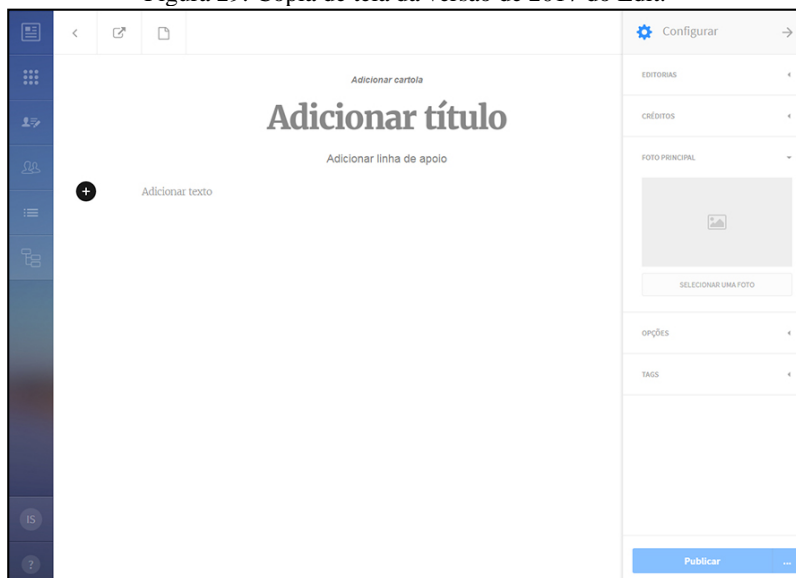 Figura 29: Cópia de tela da versão de 2017 do Edit.
Configurar
Adicionar cartola
Adicionar título
Adicionar linha de apoio
Adicionar texto
EDITORIAS
CRÉDITOS
FOTO PRINCIPAL
SELECIONAR UMA FOTO
OPÇÕES
TAGS
IS
?
Publicar
...